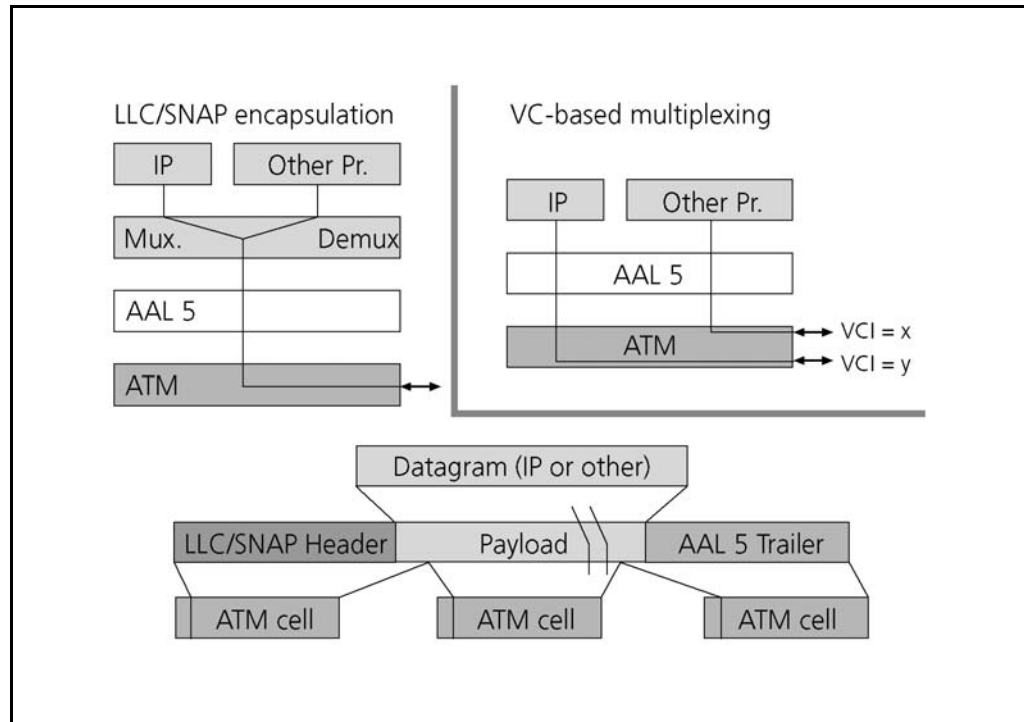 LLC/SNAP encapsulation
IP
Other Pr.
Mux.
Demux
AAL 5
ATM
VC-based multiplexing
IP
Other Pr.
AAL 5
ATM
VCI = x
VCI = y
Datagram (IP or other)
LLC/SNAP Header
Payload
AAL 5 Trailer
ATM cell
ATM cell
ATM cell